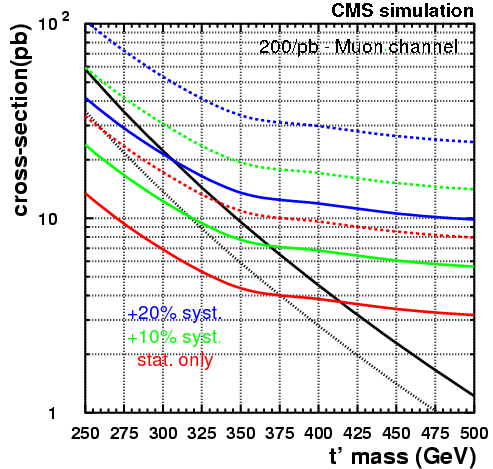 CMS simulation
200/pb - Muon channel
cross-section(pb)
10²
10
1
+20% syst.
+10% syst.
stat. only
250 275 300 325 350 375 400 425 450 475 500
t' mass (GeV)